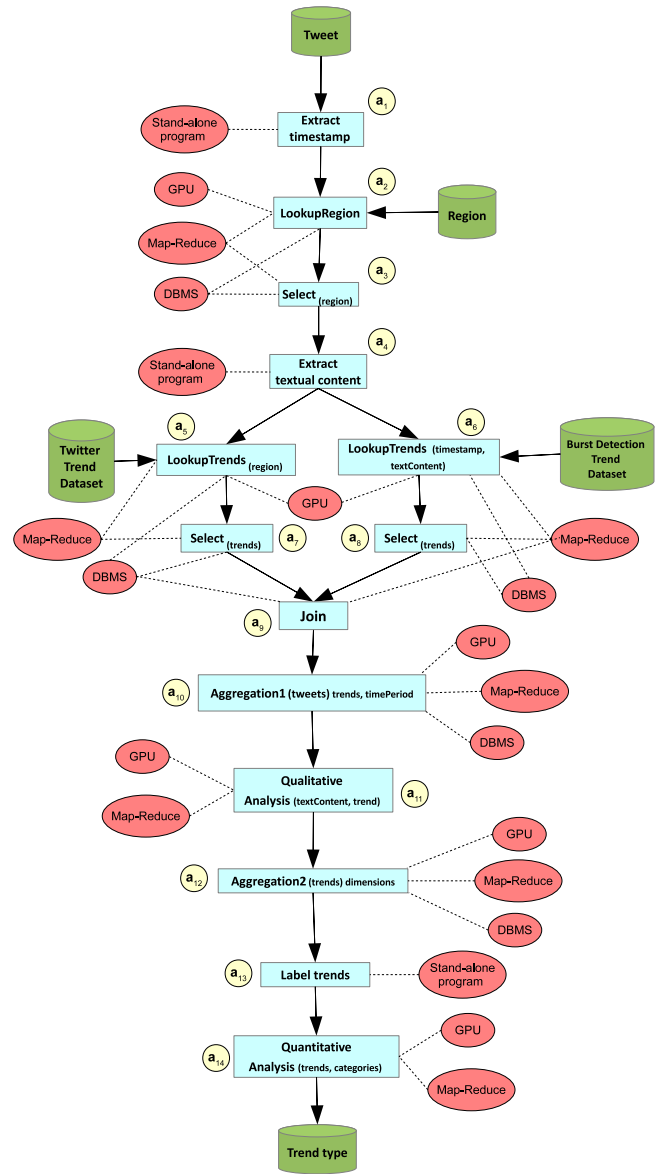 Tweet
a1
Stand-alone
program
Extract
timestamp
GPU
a2
LookupRegion
Region
Map-Reduce
a3
DBMS
Select (region)
a4
Stand-alone
program
Extract
textual content
a5
a6
Twitter
Trend
Dataset
LookupTrends (region)
LookupTrends (timestamp,
textContent)
Burst Detection
Trend
Dataset
GPU
Map-Reduce
Select (trends)
a7
a8
Select (trends)
Map-Reduce
DBMS
DBMS
a9
Join
GPU
a10
Aggregation1 (tweets) trends, timePeriod
Map-Reduce
DBMS
GPU
Qualitative
Analysis (textContent, trend)
a11
Map-Reduce
GPU
a12
Aggregation2 (trends) dimensions
Map-Reduce
DBMS
a13
Label trends
Stand-alone
program
GPU
a14
Quantitative
Analysis (trends, categories)
Map-Reduce
Trend type